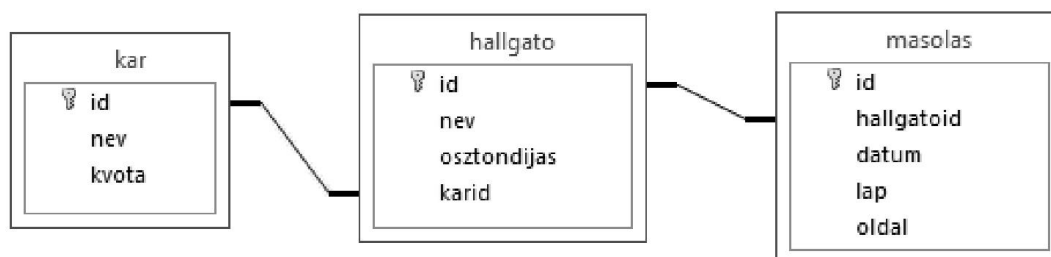 kar
id
nev
kvota
hallgato
id
nev
osztondijas
karid
masolas
id
hallgatoid
datum
lap
oldal